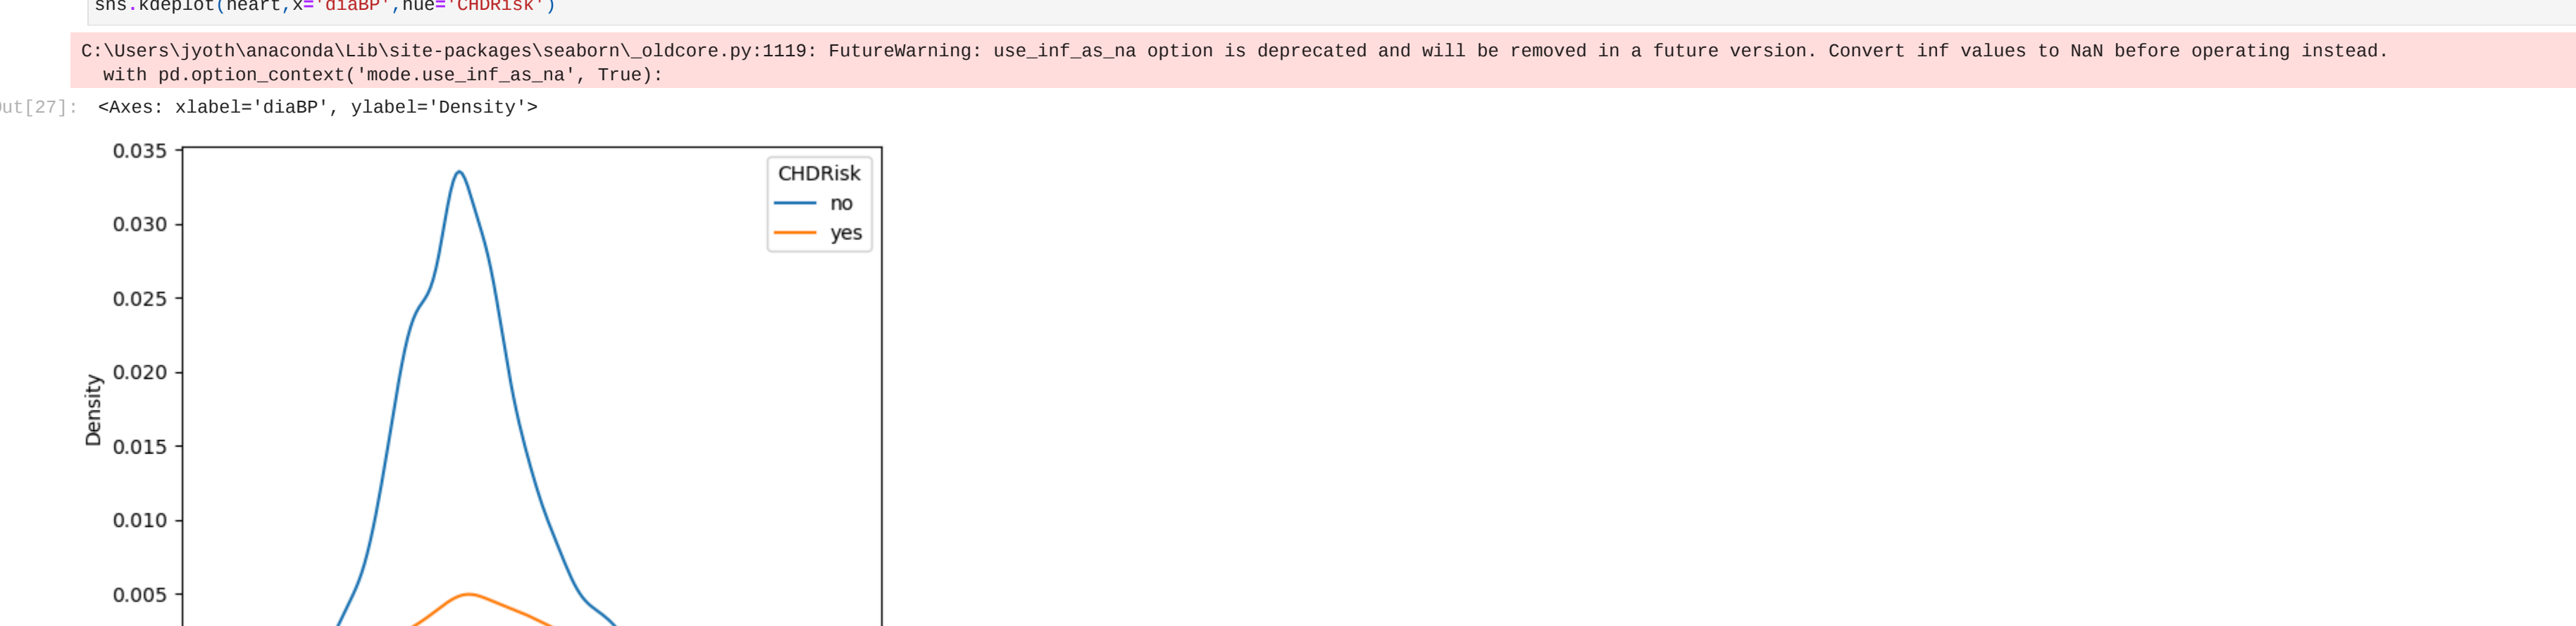 sns.kdeplot(heart,x='diaBP',hue='CHDRisk')
C:\Users\jyoth\anaconda\Lib\site-packages\seaborn\_oldcore.py:1119: FutureWarning: use_inf_as_na option is deprecated and will be removed in a future version. Convert inf values to NaN before operating instead.
with pd.option_context('mode.use_inf_as_na', True):
ut[27]: <Axes: xlabel='diaBP', ylabel='Density'>
0.035
CHDRisk
no
yes
0.030
0.025
0.020
Density
0.015
0.010
0.005